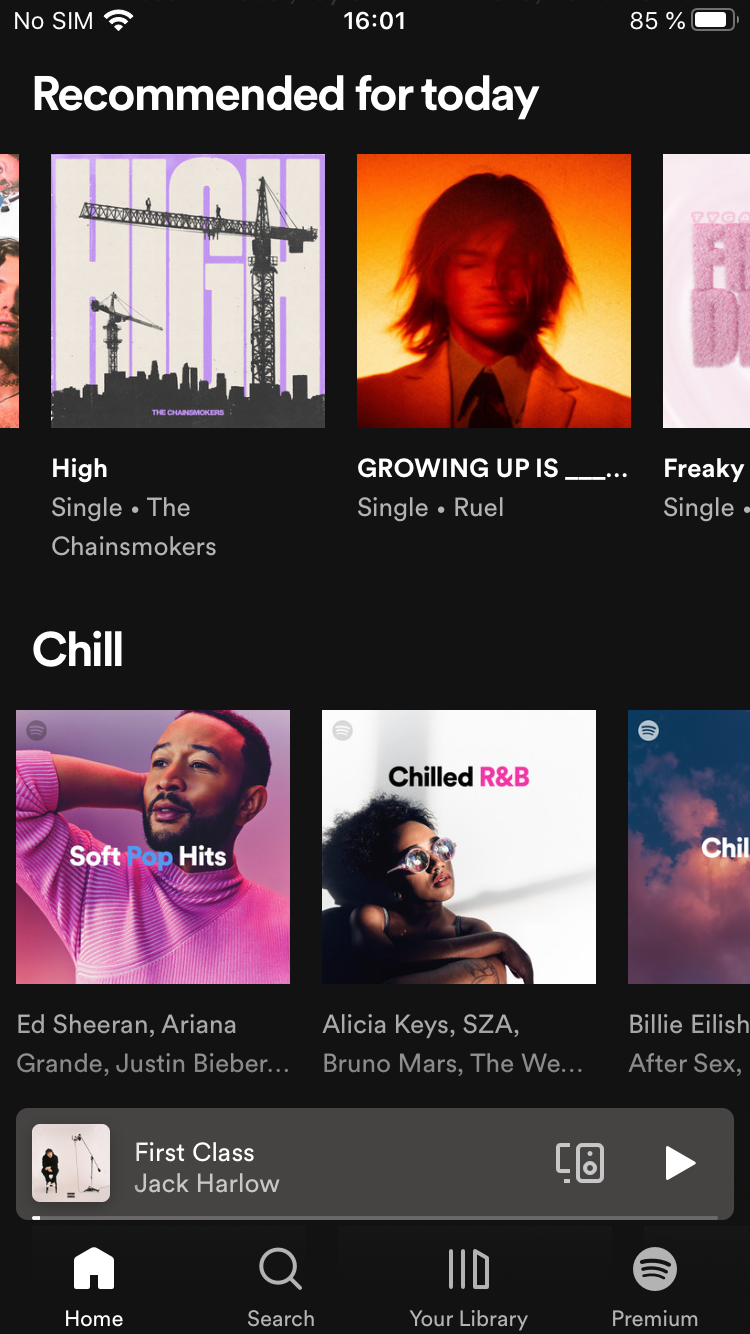 No SIM 16:01 85 %
Recommended for today
HIGH
THE CHAINSMOKERS
High
Single • The
Chainsmokers
GROWING UP IS ___...
Single • Ruel
Freaky
Single •
Chill
Soft Pop Hits
Ed Sheeran, Ariana
Grande, Justin Bieber...
Chilled R&B
Alicia Keys, SZA,
Bruno Mars, The We...
Chil
Billie Eilish
After Sex,
First Class
Jack Harlow
Home
Search
Your Library
Premium